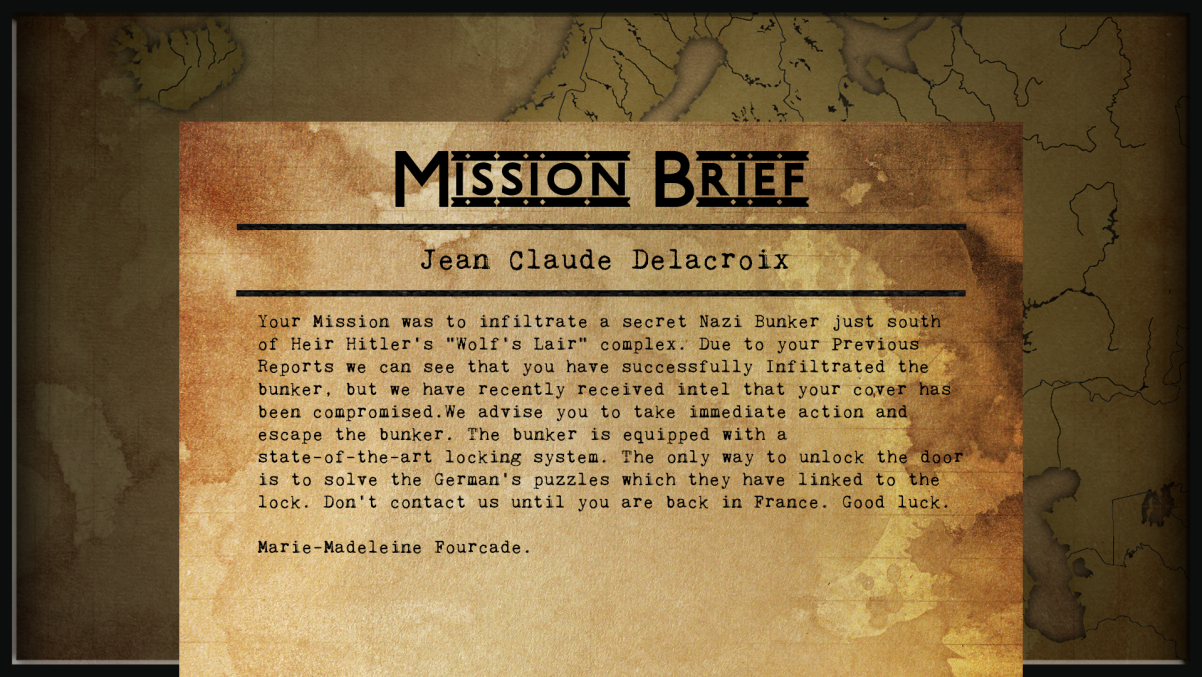 Mission Brief
Jean Claude Delacroix
Your Mission was to infiltrate a secret Nazi Bunker just south
of Heir Hitler's "Wolf's Lair" complex. Due to your Previous
Reports we can see that you have successfully Infiltrated the
bunker, but we have recently received intel that your cover has
been compromised.We advise you to take immediate action and
escape the bunker. The bunker is equipped with a
state-of-the-art locking system. The only way to unlock the door
is to solve the German's puzzles which they have linked to the
lock. Don't contact us until you are back in France. Good luck.
Marie-Madeleine Fourcade.